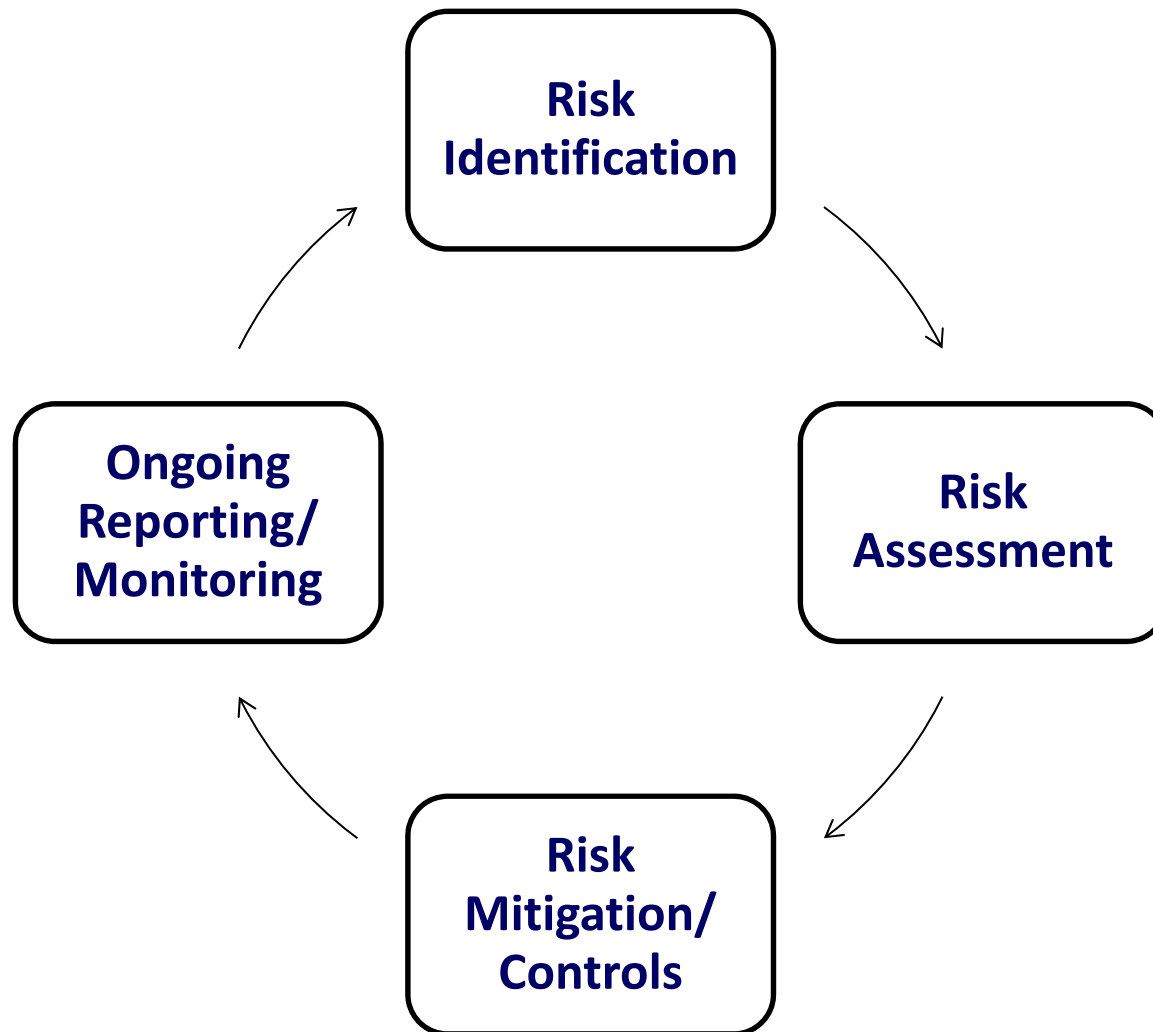 Risk
Identification
Ongoing
Reporting/
Monitoring
Risk
Assessment
Risk
Mitigation/
Controls